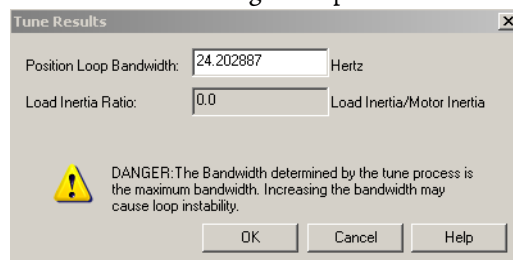 Tune Results
Position Loop Bandwidth: 24.202887 Hertz
Load Inertia Ratio: 0.0 Load Inertia/Motor Inertia
DANGER: The Bandwidth determined by the tune process is
the maximum bandwidth. Increasing the bandwidth may
cause loop instability.
OK Cancel Help